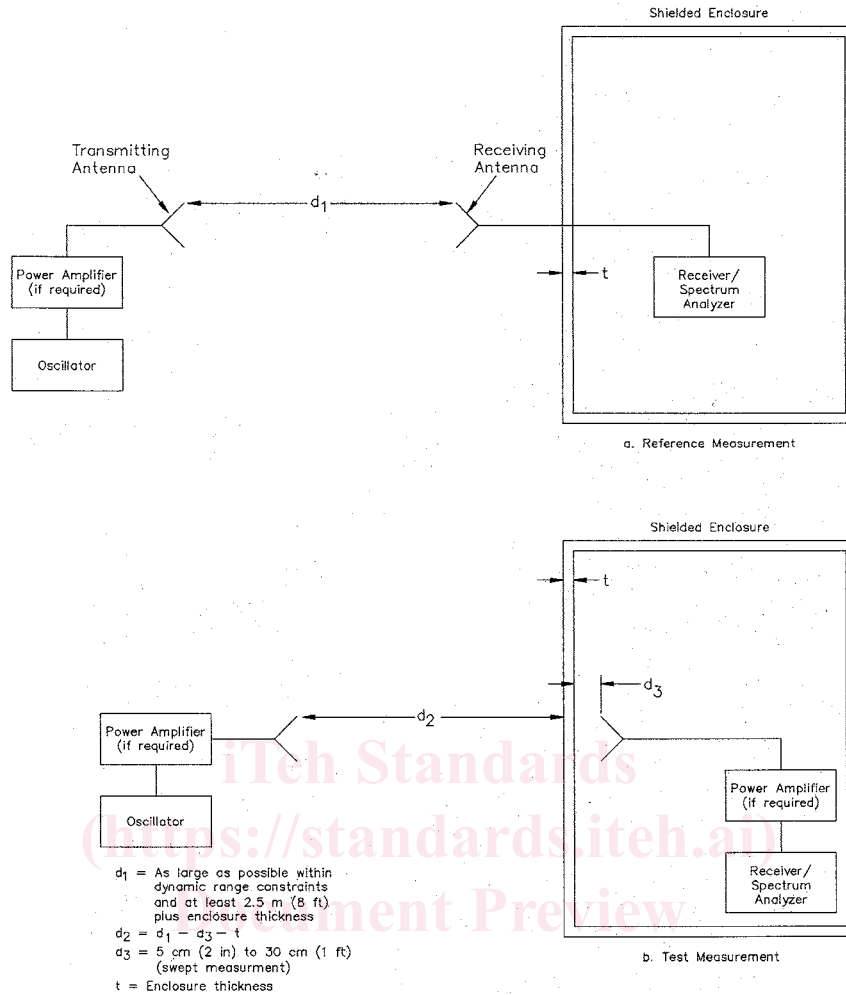 Shielded Enclosure
Transmitting
Antenna
Receiving
Antenna
d1
t
Power Amplifier
(if required)
Receiver/
Spectrum
Analyzer
Oscillator
a. Reference Measurement
Shielded Enclosure
t
d3
d2
Power Amplifier
(if required)
Oscillator
Power Amplifier
(if required)
Receiver/
Spectrum
Analyzer
iTeh Standards
(https://standards.iteh.ai)
Document Preview
d1 = As large as possible within
dynamic range constraints
and at least 2.5 m (8 ft)
plus enclosure thickness
d2 = d1 - d3 - t
d3 = 5 cm (2 in) to 30 cm (1 ft)
(swept measurment)
t = Enclosure thickness
b. Test Measurement